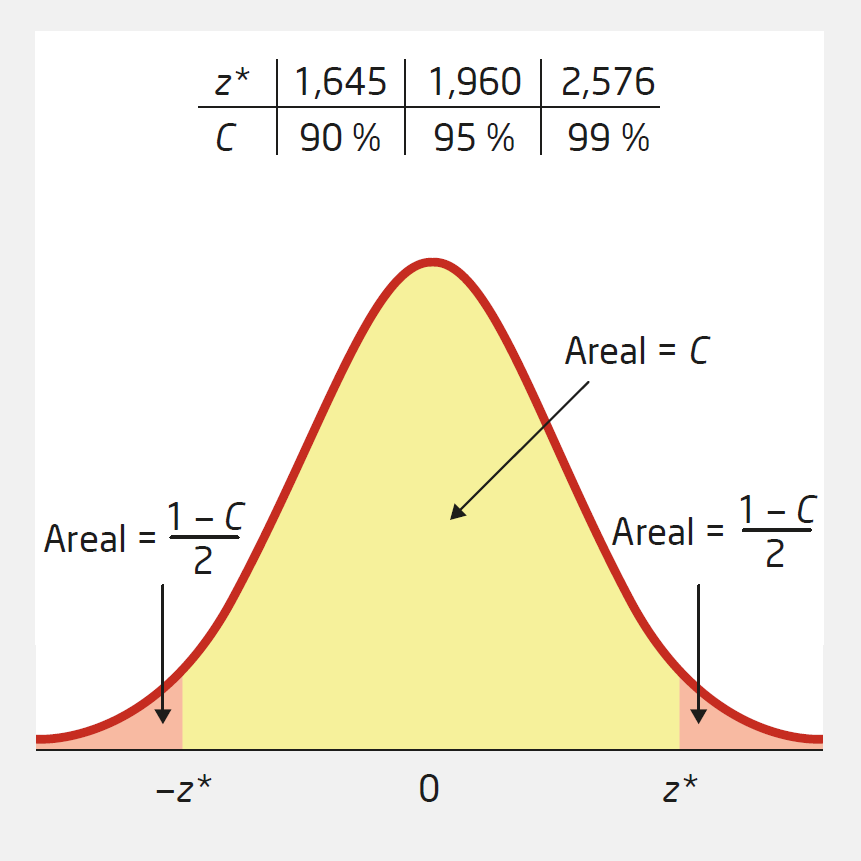 z* 1,645 1,960 2,576
C 90 % 95 % 99 %
Areal = C
Areal = 1 – C
2
Areal = 1 – C
2
–z* 0 z*